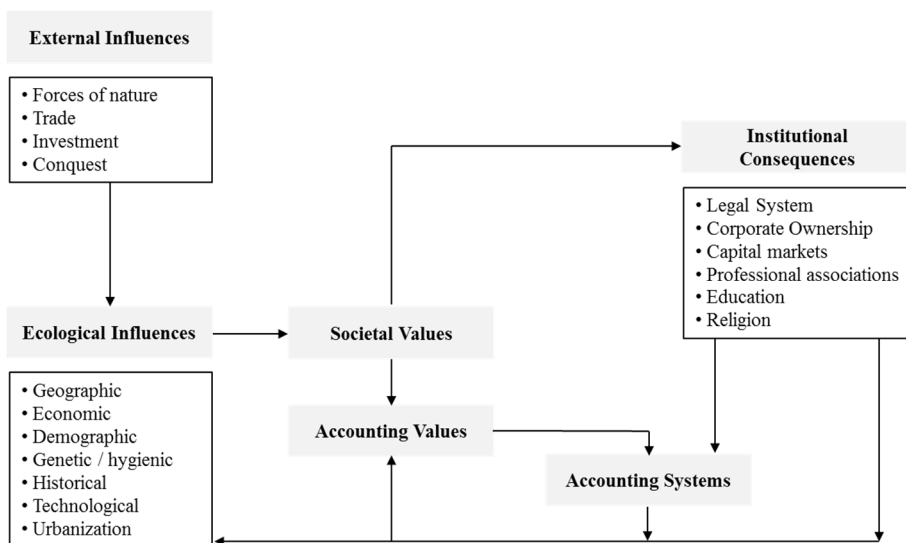 External Influences
• Forces of nature
• Trade
• Investment
• Conquest
Institutional
Consequences
• Legal System
• Corporate Ownership
• Capital markets
• Professional associations
• Education
• Religion
Ecological Influences
• Geographic
• Economic
• Demographic
• Genetic / hygienic
• Historical
• Technological
• Urbanization
Societal Values
Accounting Values
Accounting Systems